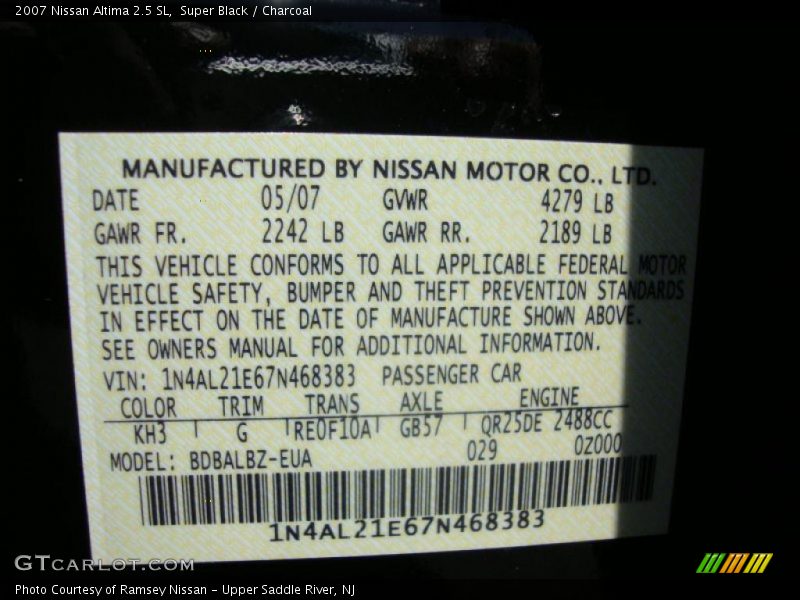 2007 Nissan Altima 2.5 SL,  Super Black / Charcoal
MANUFACTURED BY NISSAN MOTOR CO., LTD.
DATE 05/07 GVWR 4279 LB
GAWR FR. 2242 LB GAWR RR. 2189 LB
THIS VEHICLE CONFORMS TO ALL APPLICABLE FEDERAL MOTOR
VEHICLE SAFETY, BUMPER AND THEFT PREVENTION STANDARDS
IN EFFECT ON THE DATE OF MANUFACTURE SHOWN ABOVE.
SEE OWNERS MANUAL FOR ADDITIONAL INFORMATION.
VIN: 1N4AL21E67N468383 PASSENGER CAR
COLOR TRIM TRANS AXLE ENGINE
KH3 G RE0F10A GB57 QR25DE 2488CC
MODEL: BDBALBZ-EUA 029 0Z000
1N4AL21E67N468383
GTCARLOT.COM
Photo Courtesy of Ramsey Nissan – Upper Saddle River, NJ